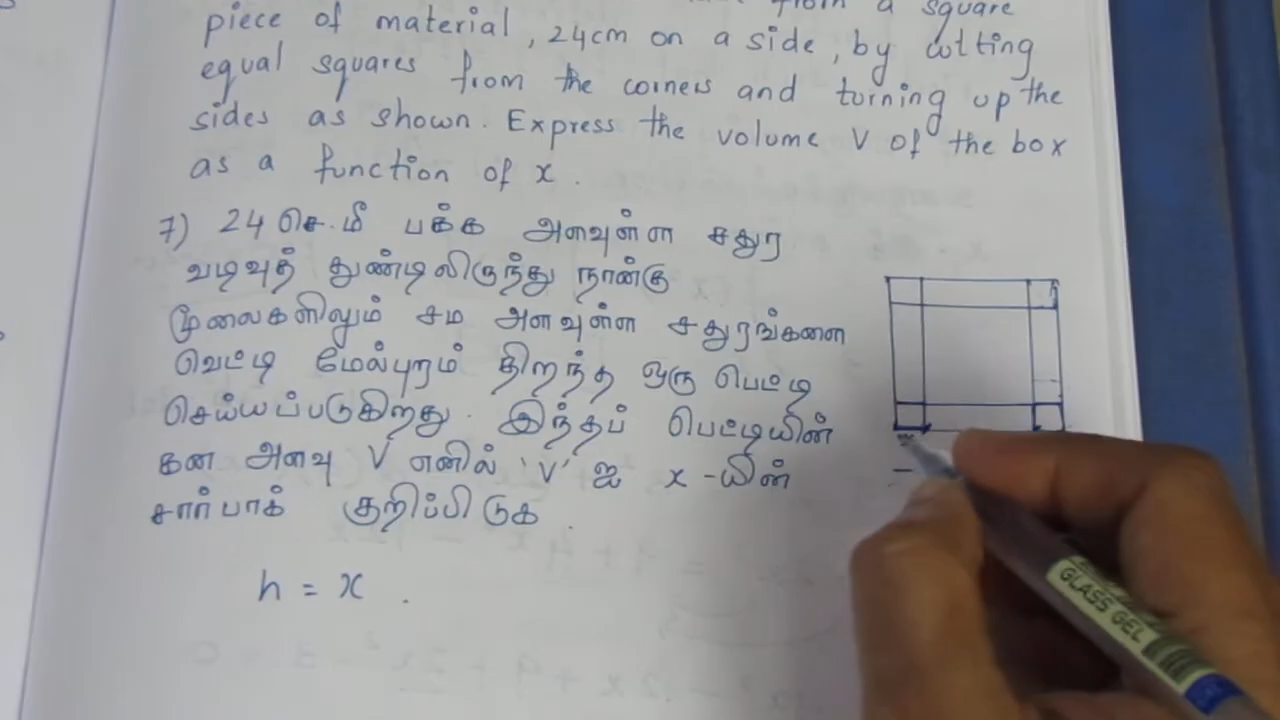 from a square
piece of material, 24cm on a side, by cutting
equal squares from the corners and turning up the
sides as shown. Express the volume V of the box
as a function of x.
7) 24 செ.மீ பக்க அளவுள்ள சதுர
வடிவத் துண்டிலிருந்து நான்கு
மூலைகளிலும் சம அளவுள்ள சதுரங்களை
வெட்டி மேல்புறம் திறந்த ஒரு பெட்டி
செய்யப்படுகிறது. இந்தப் பெட்டியின்
கன அளவு V எனில் 'V' ஐ x -யின்
சார்பாக் குறிப்பிடுக.
h = x.
GLASS GEL